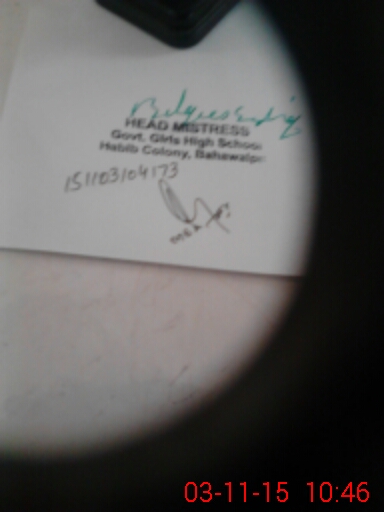 HEAD MISTRESS
Govt. Girls High School
Habib Colony, Bahawalpur
151103104173
03-11-15 10:46